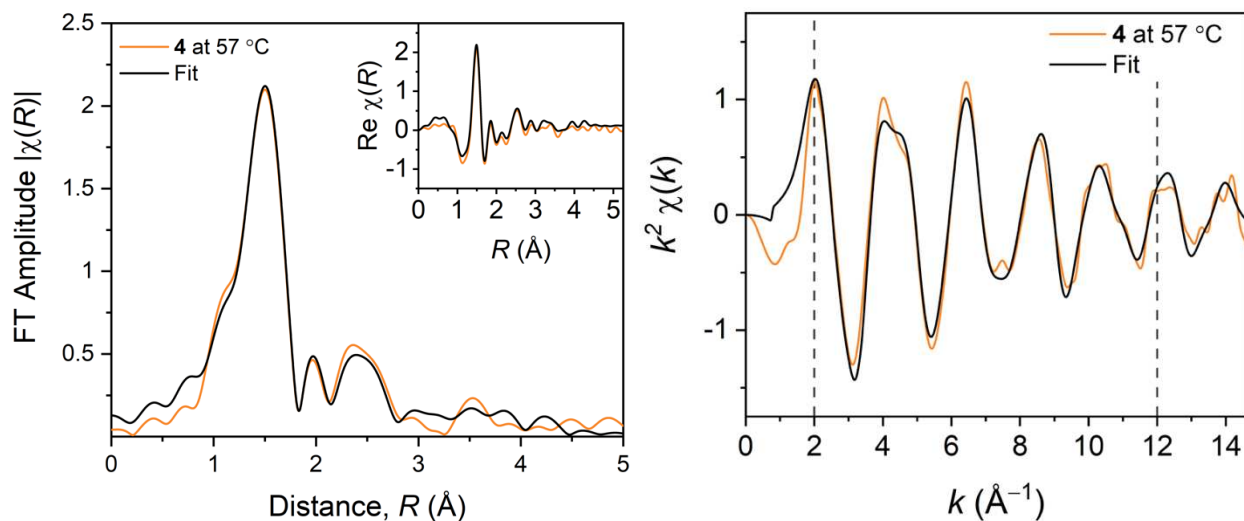 FT Amplitude |χ(R)|
2.5
2.0
1.5
1.0
0.5
4 at 57 °C
Fit
0 1 2 3 4 5
Distance, R (Å)
Re χ(R)
2
1
0
-1
0 1 2 3 4 5
R (Å)
k² χ(k)
1
0
-1
4 at 57 °C
Fit
0 2 4 6 8 10 12 14
k (Å⁻¹)